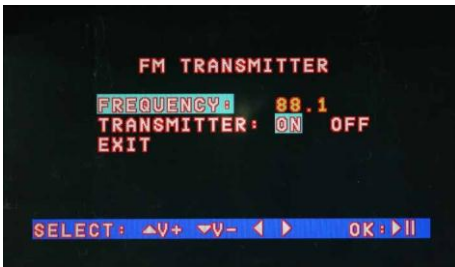 FM TRANSMITTER
FREQUENCY: 88.1
TRANSMITTER: ON OFF
EXIT
SELECT: ▲V+ ▼V- ◀ ▶ OK:▶II